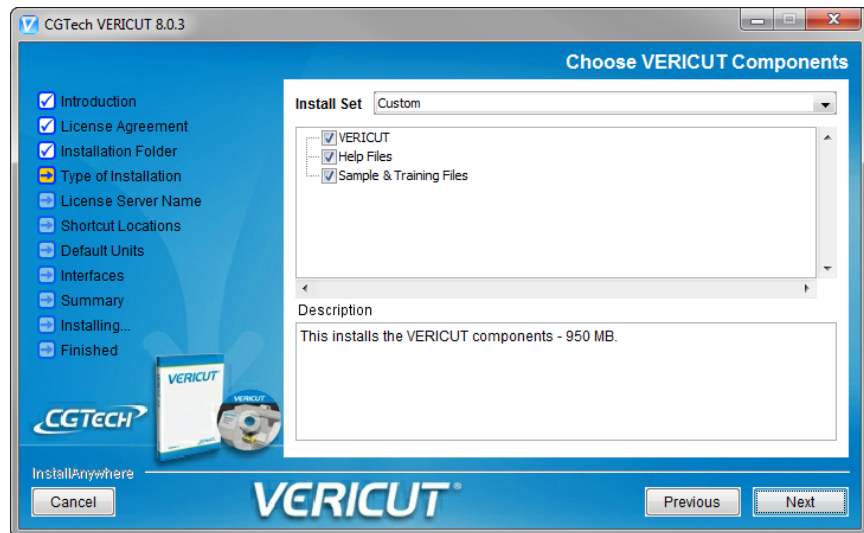 CGTech VERICUT 8.0.3
Choose VERICUT Components
Introduction
License Agreement
Installation Folder
Type of Installation
License Server Name
Shortcut Locations
Default Units
Interfaces
Summary
Installing...
Finished
Install Set Custom
VERICUT
Help Files
Sample & Training Files
Description
This installs the VERICUT components - 950 MB.
VERICUT
VERICUT
CGTECH
InstallAnywhere
Cancel
VERICUT®
Previous
Next